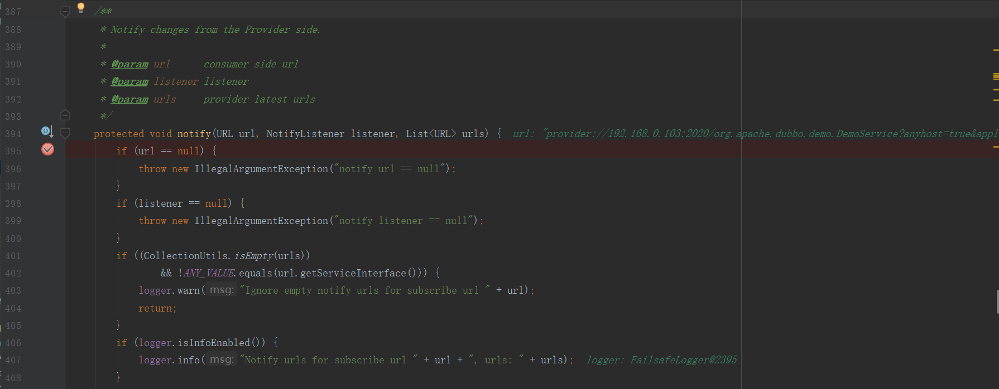 387 /**
388 * Notify changes from the Provider side.
389 *
390 * @param url consumer side url
391 * @param listener listener
392 * @param urls provider latest urls
393 */
394 protected void notify(URL url, NotifyListener listener, List<URL> urls) { url: "provider://192.168.0.103:2020/org.apache.dubbo.demo.DemoService?anyhost=true&appl
395 if (url == null) {
396 throw new IllegalArgumentException("notify url == null");
397 }
398 if (listener == null) {
399 throw new IllegalArgumentException("notify listener == null");
400 }
401 if ((CollectionUtils.isEmpty(urls))
402 && !ANY_VALUE.equals(url.getServiceInterface())) {
403 logger.warn( msg: "Ignore empty notify urls for subscribe url " + url);
404 return;
405 }
406 if (logger.isInfoEnabled()) {
407 logger.info( msg: "Notify urls for subscribe url " + url + ", urls: " + urls); logger: FailsafeLogger@2395
408 }